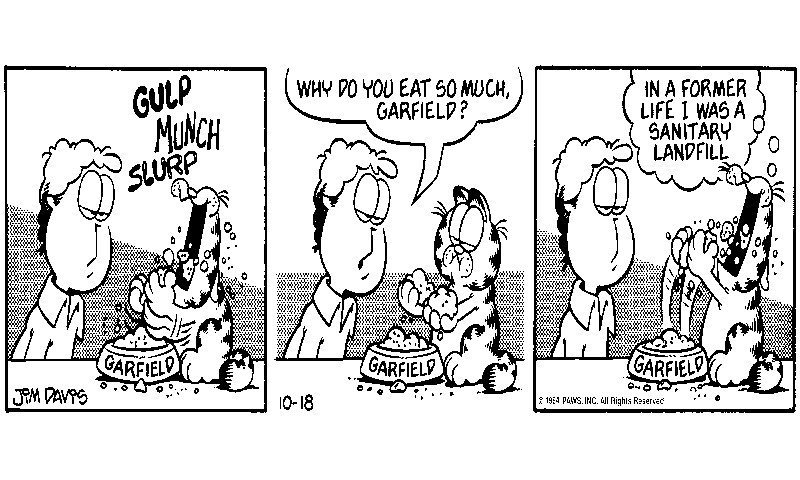 GULP
MUNCH
SLURP
GARFIELD
JIM DAVIS
WHY DO YOU EAT SO MUCH,
GARFIELD?
GARFIELD
10-18
IN A FORMER
LIFE I WAS A
SANITARY
LANDFILL
GARFIELD
© 1994 PAWS, INC. All Rights Reserved